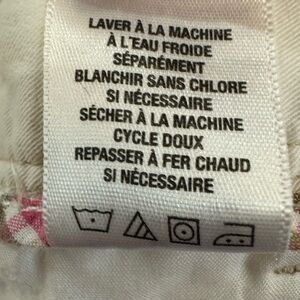 LAVER À LA MACHINE
À L'EAU FROIDE
SÉPARÉMENT
BLANCHIR SANS CHLORE
SI NÉCESSAIRE
SÉCHER À LA MACHINE
CYCLE DOUX
REPASSER À FER CHAUD
SI NÉCESSAIRE